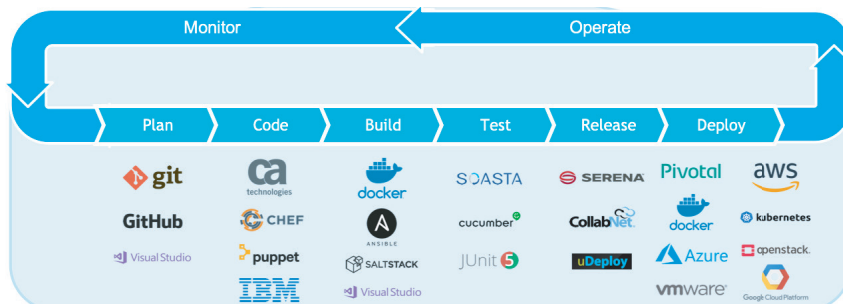 Monitor
Operate
Plan
Code
Build
Test
Release
Deploy
git
GitHub
Visual Studio
ca
technologies
CHEF
puppet
IBM
docker
A
ANSIBLE
SALTSTACK
Visual Studio
SOASTA
cucumber
JUnit 5
SERENA
CollabNet
uDeploy
Pivotal
docker
Azure
vmware
aws
kubernetes
openstack.
Google Cloud Platform